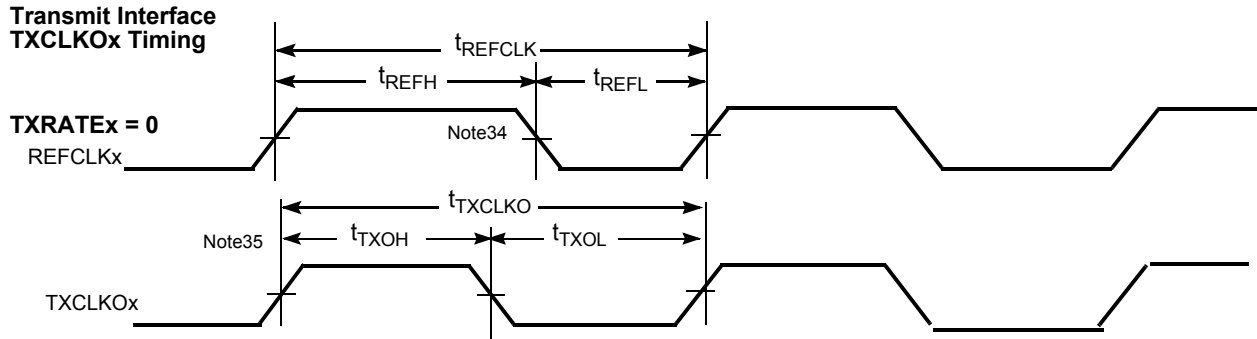 Transmit Interface
TXCLKOx Timing
tREFCLK
tREFH
tREFL
TXRATEx = 0
Note34
REFCLKx
tTXCLKO
Note35
tTXOH
tTXOL
TXCLKOx